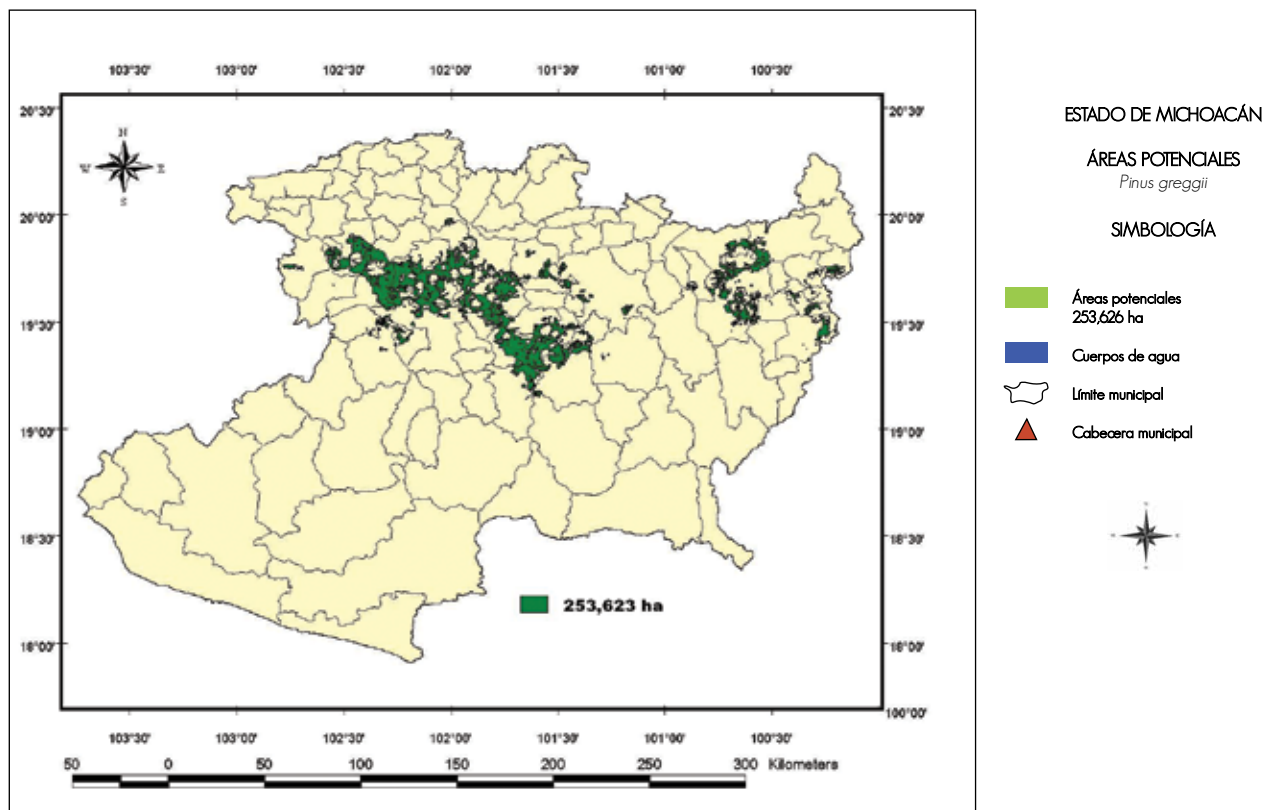 103°30' 103°00' 102°30' 102°00' 101°30' 101°00' 100°30'
20°30' 20°30'
N
W E
S
20°00' 20°00'
19°30' 19°30'
19°00' 19°00'
18°30' 18°30'
253,623 ha
18°00' 18°00'
100°00'
103°30' 103°00' 102°30' 102°00' 101°30' 101°00' 100°30'
50 0 50 100 150 200 250 300 Kilometers
ESTADO DE MICHOACÁN
ÁREAS POTENCIALES
Pinus greggii
SIMBOLOGÍA
Áreas potenciales
253,626 ha
Cuerpos de agua
Límite municipal
Cabecera municipal